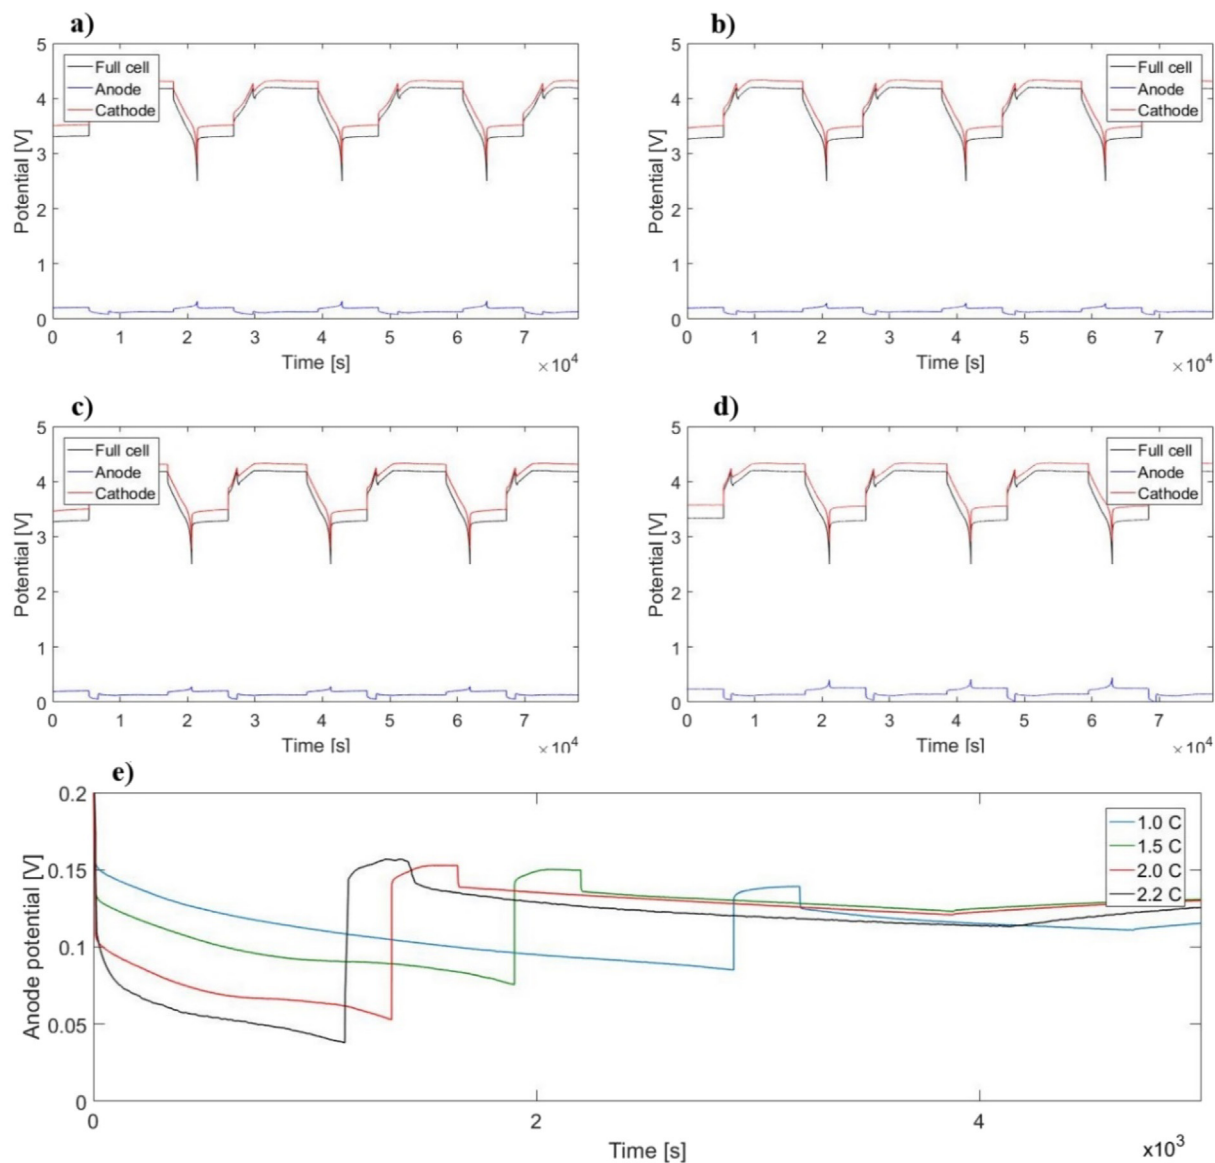 a)
5
4
3
2
1
0
Potential [V]
Full cell
Anode
Cathode
0 1 2 3 4 5 6 7
Time [s]
×10⁴
b)
5
4
3
2
1
0
Potential [V]
Full cell
Anode
Cathode
0 1 2 3 4 5 6 7
Time [s]
×10⁴
c)
5
4
3
2
1
0
Potential [V]
Full cell
Anode
Cathode
0 1 2 3 4 5 6 7
Time [s]
×10⁴
d)
5
4
3
2
1
0
Potential [V]
Full cell
Anode
Cathode
0 1 2 3 4 5 6 7
Time [s]
×10⁴
e)
0.2
0.15
0.1
0.05
0
Anode potential [V]
1.0 C
1.5 C
2.0 C
2.2 C
0 2 4
Time [s]
x10³